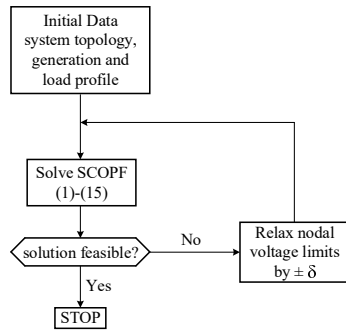 Initial Data
system topology,
generation and
load profile
Solve SCOPF
(1)-(15)
solution feasible?
No
Relax nodal
voltage limits
by ± δ
Yes
STOP